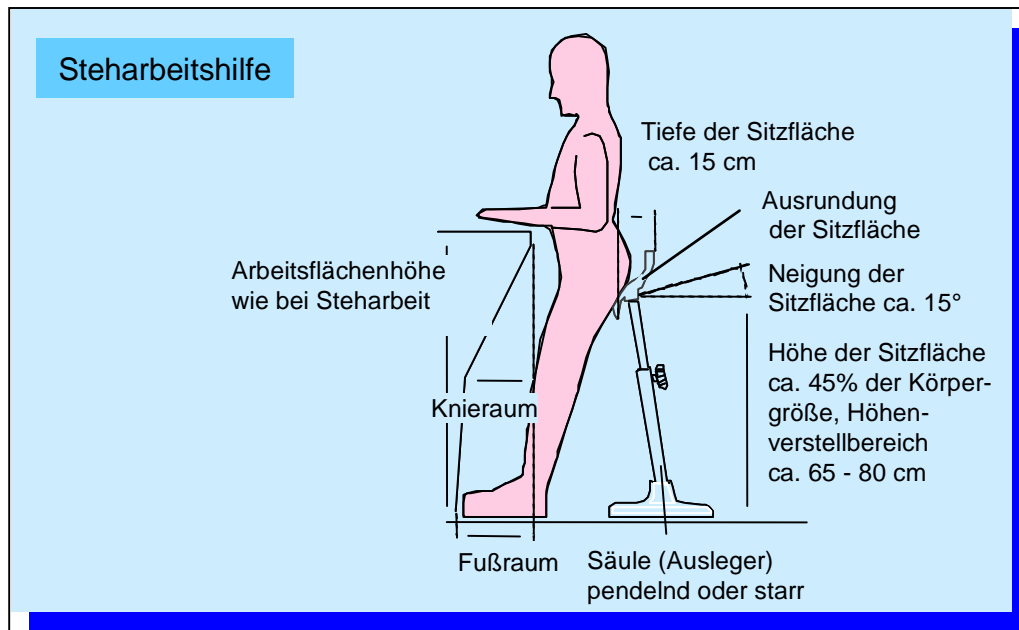 Steharbeitshilfe
Tiefe der Sitzfläche
ca. 15 cm
Ausrundung
der Sitzfläche
Arbeitsflächenhöhe
wie bei Steharbeit
Neigung der
Sitzfläche ca. 15°
Höhe der Sitzfläche
ca. 45% der Körper-
größe, Höhen-
verstellbereich
ca. 65 - 80 cm
Knieraum
Fußraum
Säule (Ausleger)
pendelnd oder starr